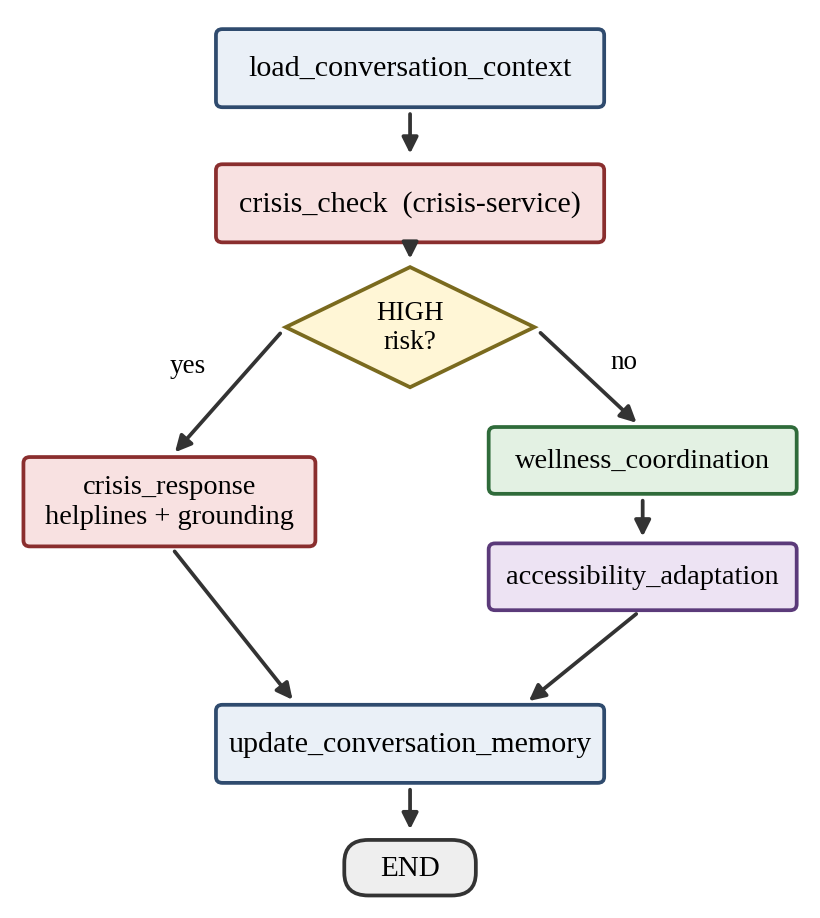 load_conversation_context
crisis_check  (crisis-service)
HIGH
risk?
yes
no
crisis_response
helplines + grounding
wellness_coordination
accessibility_adaptation
update_conversation_memory
END